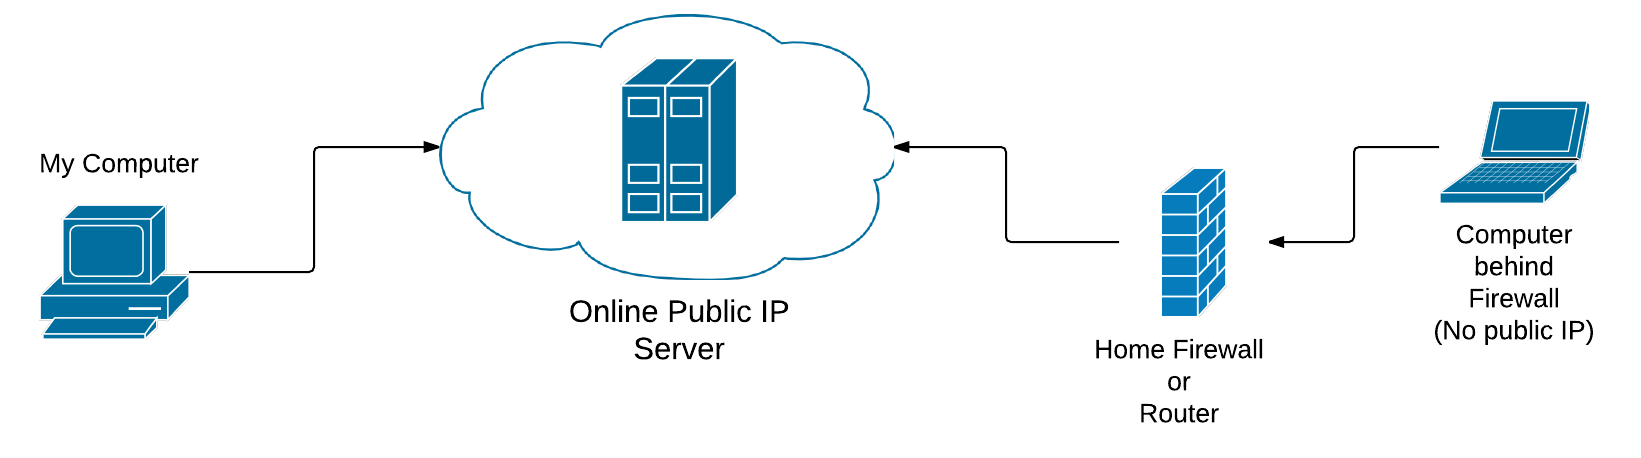 My Computer
Online Public IP
Server
Home Firewall
or
Router
Computer
behind
Firewall
(No public IP)